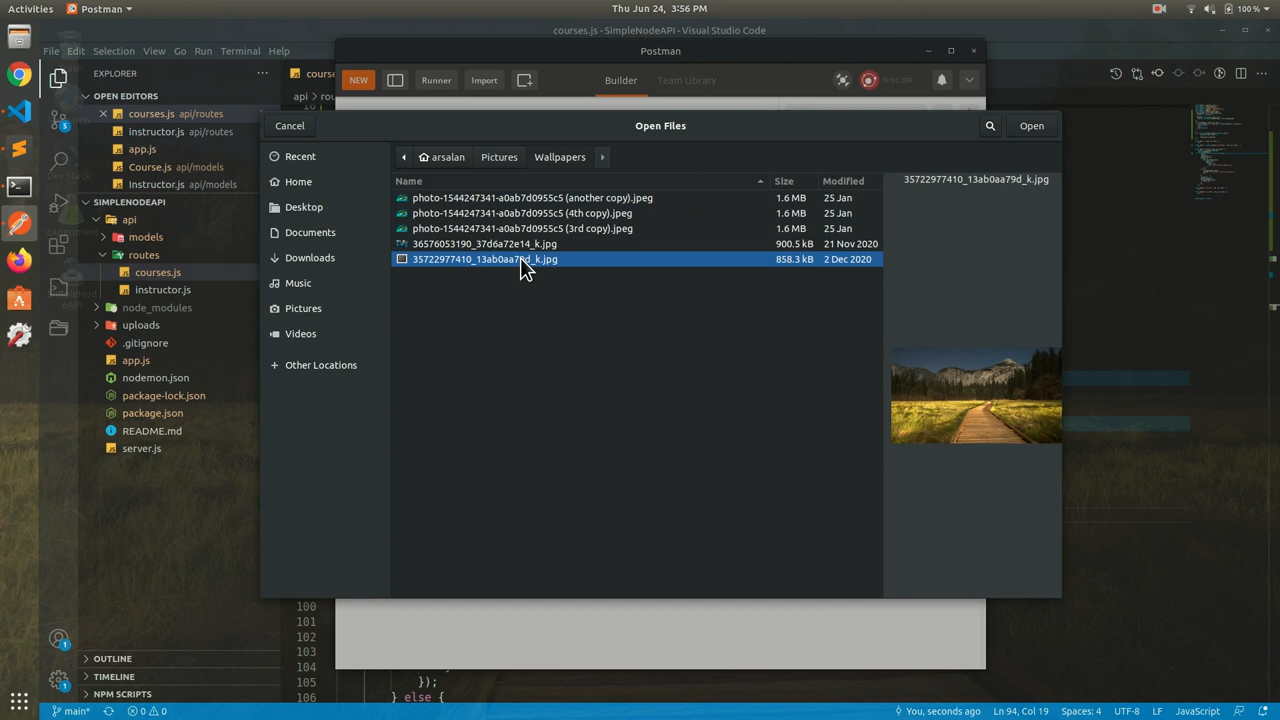 Activities
Postman
Thu Jun 24, 3:56 PM
100 %
courses.js - SimpleNodeAPI - Visual Studio Code
File Edit Selection View Go Run Terminal Help
Postman
EXPLORER
OPEN EDITORS
courses.js api/routes
instructor.js api/routes
app.js
Course.js api/models
Instructor.js api/models
SIMPLENODEAPI
api
models
routes
courses.js
instructor.js
node_modules
uploads
.gitignore
app.js
nodemon.json
package-lock.json
package.json
README.md
server.js
OUTLINE
TIMELINE
NPM SCRIPTS
5
1
1
NEW
Runner
Import
Builder
Team Library
Cancel
Open Files
Open
Recent
Home
Desktop
Documents
Downloads
Music
Pictures
Videos
Other Locations
arsalan
Pictures
Wallpapers
Name Size Modified
photo-1544247341-a0ab7d0955c5 (another copy).jpeg 1.6 MB 25 Jan
photo-1544247341-a0ab7d0955c5 (4th copy).jpeg 1.6 MB 25 Jan
photo-1544247341-a0ab7d0955c5 (3rd copy).jpeg 1.6 MB 25 Jan
36576053190_37d6a72e14_k.jpg 900.5 kB 21 Nov 2020
35722977410_13ab0aa79d_k.jpg 858.3 kB 2 Dec 2020
35722977410_13ab0aa79d_k.jpg
100
101
102
103
104
105 });
106 } else {
main*
0 0
You, seconds ago
Ln 94, Col 19
Spaces: 4
UTF-8
LF
JavaScript